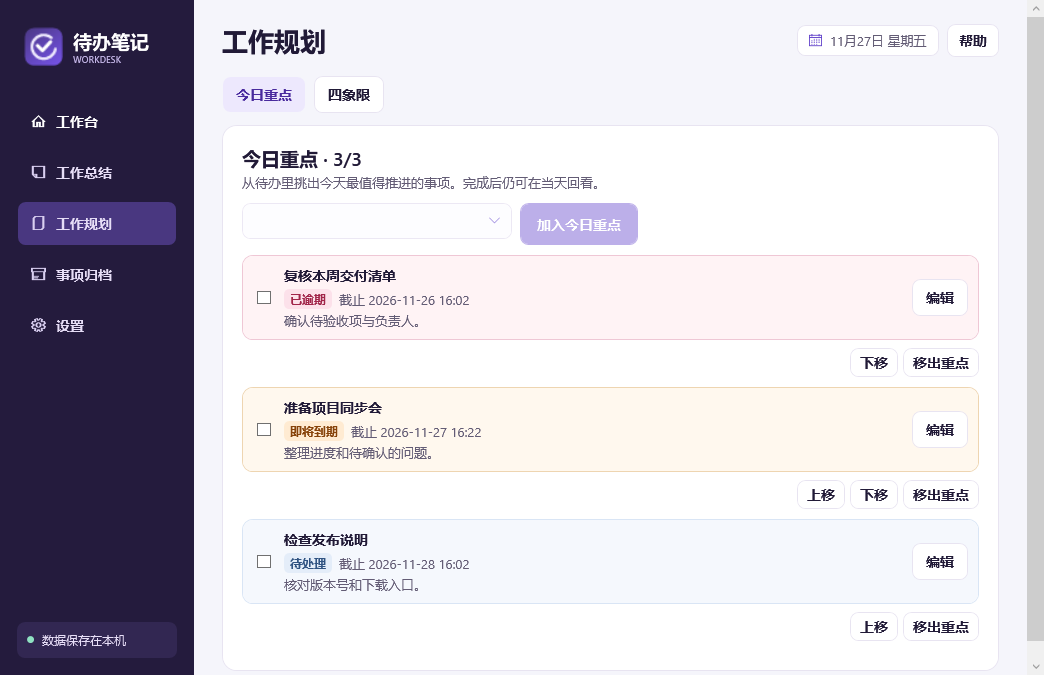 待办笔记
WORKDESK
工作台
工作总结
工作规划
事项归档
设置
数据保存在本机
工作规划
11月27日 星期五
帮助
今日重点
四象限
今日重点 · 3/3
从待办里挑出今天最值得推进的事项。完成后仍可在当天回看。
加入今日重点
复核本周交付清单
已逾期 截止 2026-11-26 16:02
确认待验收项与负责人。
编辑
下移 移出重点
准备项目同步会
即将到期 截止 2026-11-27 16:22
整理进度和待确认的问题。
编辑
上移 下移 移出重点
检查发布说明
待处理 截止 2026-11-28 16:02
核对版本号和下载入口。
编辑
上移 移出重点